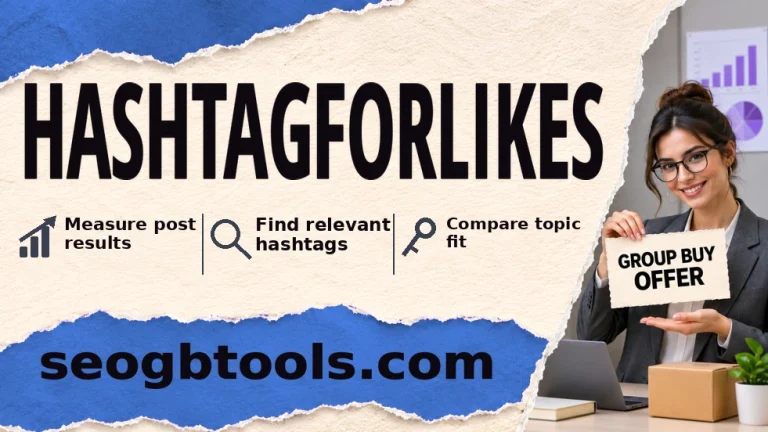 HASHTAGFORLIKES
Measure post
results
Find relevant
hashtags
Compare topic
fit
GROUP BUY
OFFER
seogbtools.com